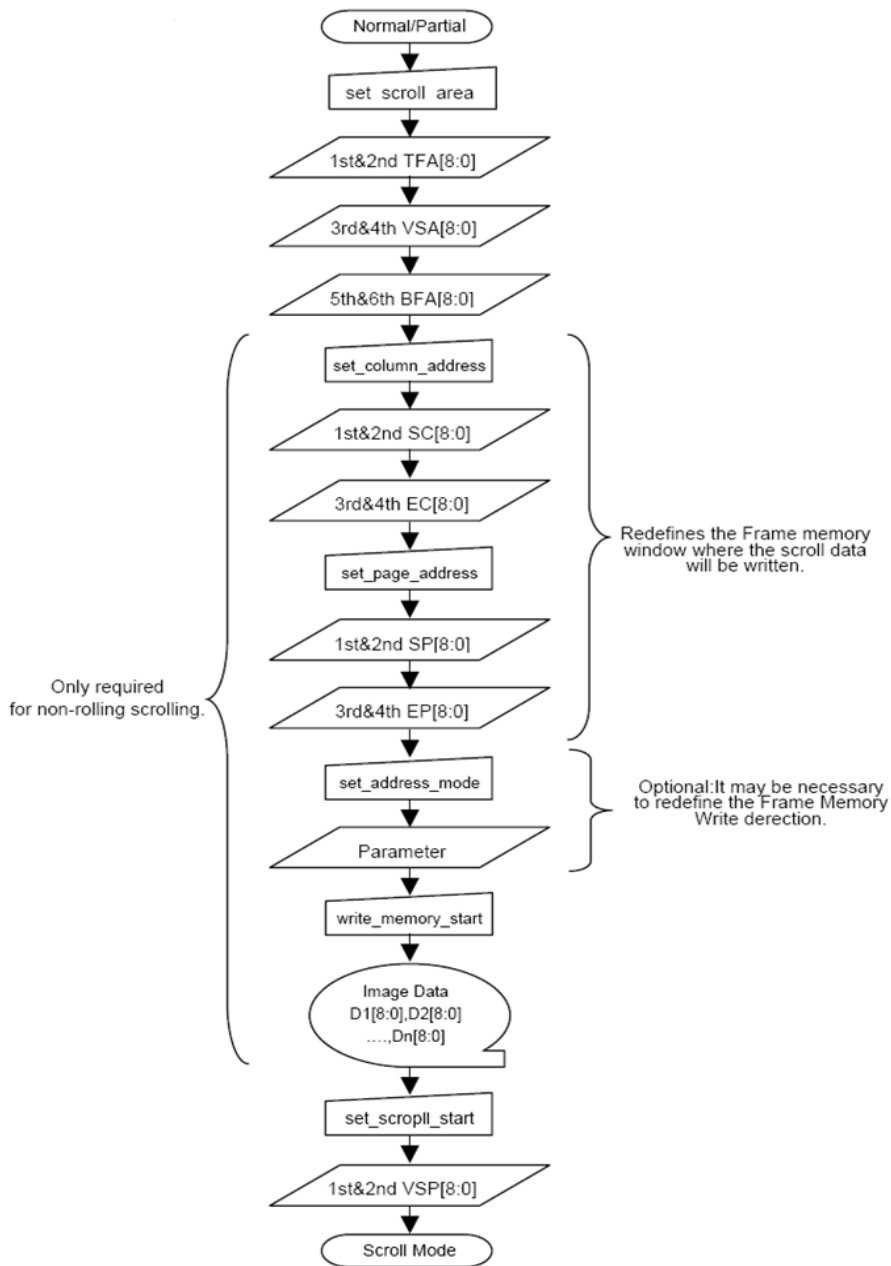 Normal/Partial
set scroll area
1st&2nd TFA[8:0]
3rd&4th VSA[8:0]
5th&6th BFA[8:0]
set_column_address
1st&2nd SC[8:0]
3rd&4th EC[8:0]
set_page_address
1st&2nd SP[8:0]
3rd&4th EP[8:0]
Redefines the Frame memory
window where the scroll data
will be written.
Only required
for non-rolling scrolling.
set_address_mode
Parameter
Optional:It may be necessary
to redefine the Frame Memory
Write derection.
write_memory_start
Image Data
D1[8:0],D2[8:0]
....,Dn[8:0]
set_scropll_start
1st&2nd VSP[8:0]
Scroll Mode